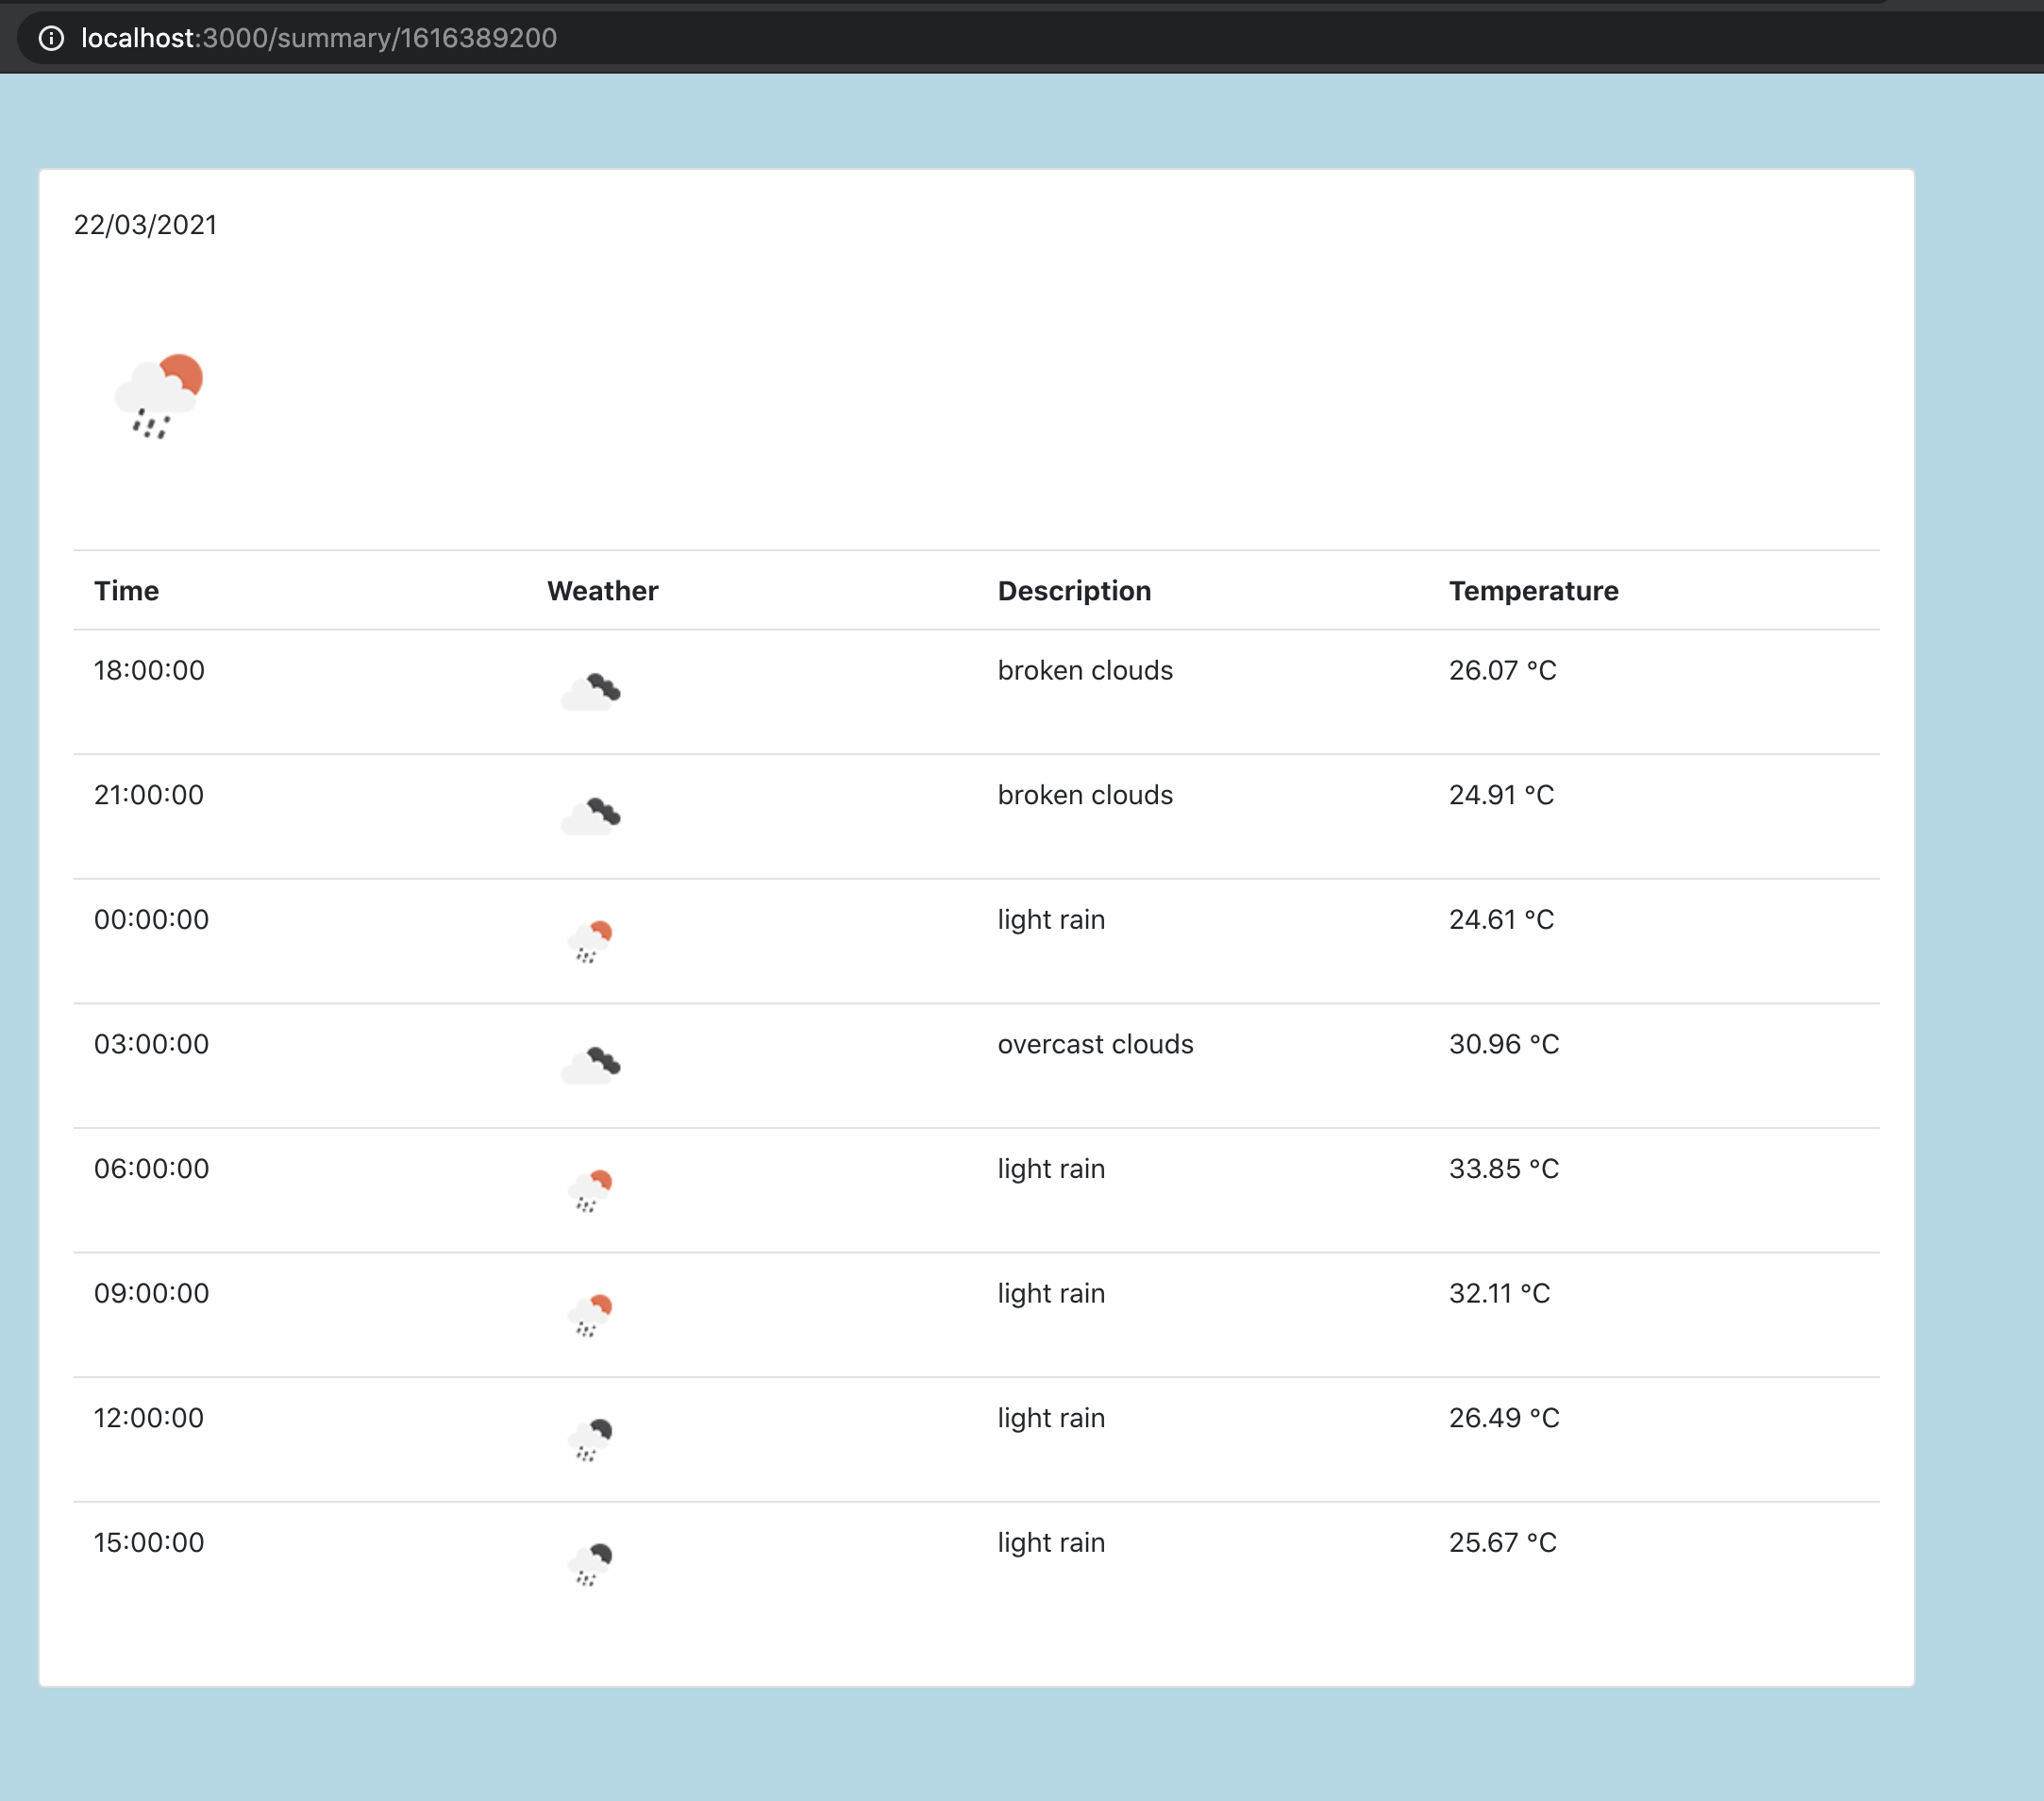 localhost:3000/summary/1616389200
22/03/2021
Time Weather Description Temperature
18:00:00 broken clouds 26.07 °C
21:00:00 broken clouds 24.91 °C
00:00:00 light rain 24.61 °C
03:00:00 overcast clouds 30.96 °C
06:00:00 light rain 33.85 °C
09:00:00 light rain 32.11 °C
12:00:00 light rain 26.49 °C
15:00:00 light rain 25.67 °C